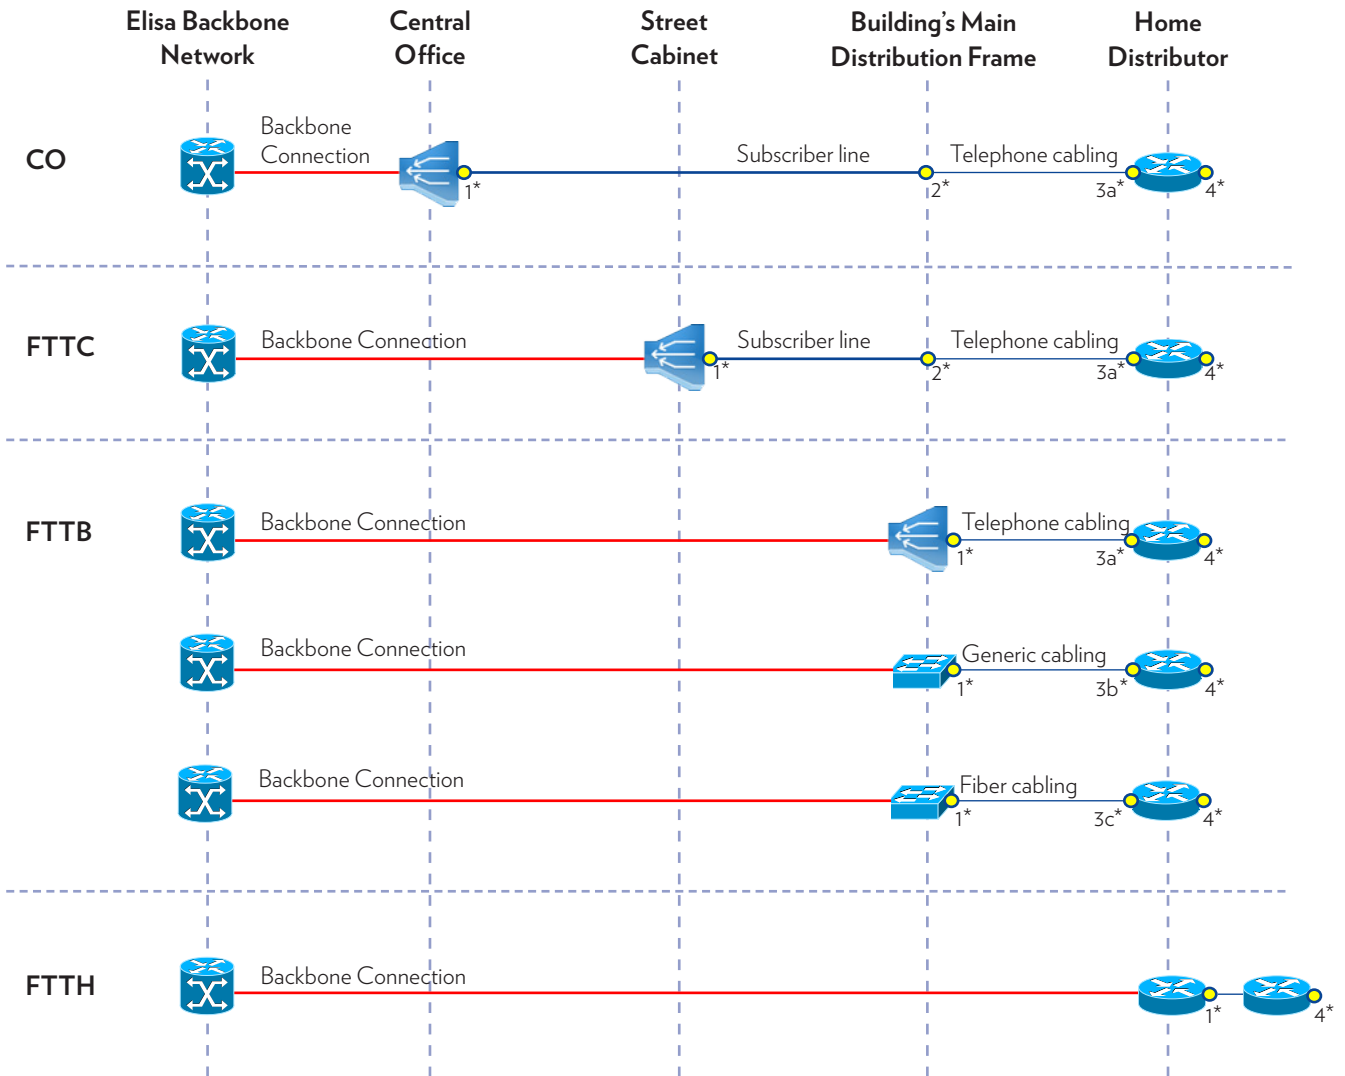 Elisa Backbone
Network
Central
Office
Street
Cabinet
Building's Main
Distribution Frame
Home
Distributor
CO
Backbone
Connection
1*
Subscriber line
2*
Telephone cabling
3a*
4*
FTTC
Backbone Connection
1*
Subscriber line
2*
Telephone cabling
3a*
4*
FTTB
Backbone Connection
1*
Telephone cabling
3a*
4*
Backbone Connection
1*
Generic cabling
3b*
4*
Backbone Connection
1*
Fiber cabling
3c*
4*
FTTH
Backbone Connection
1*
4*